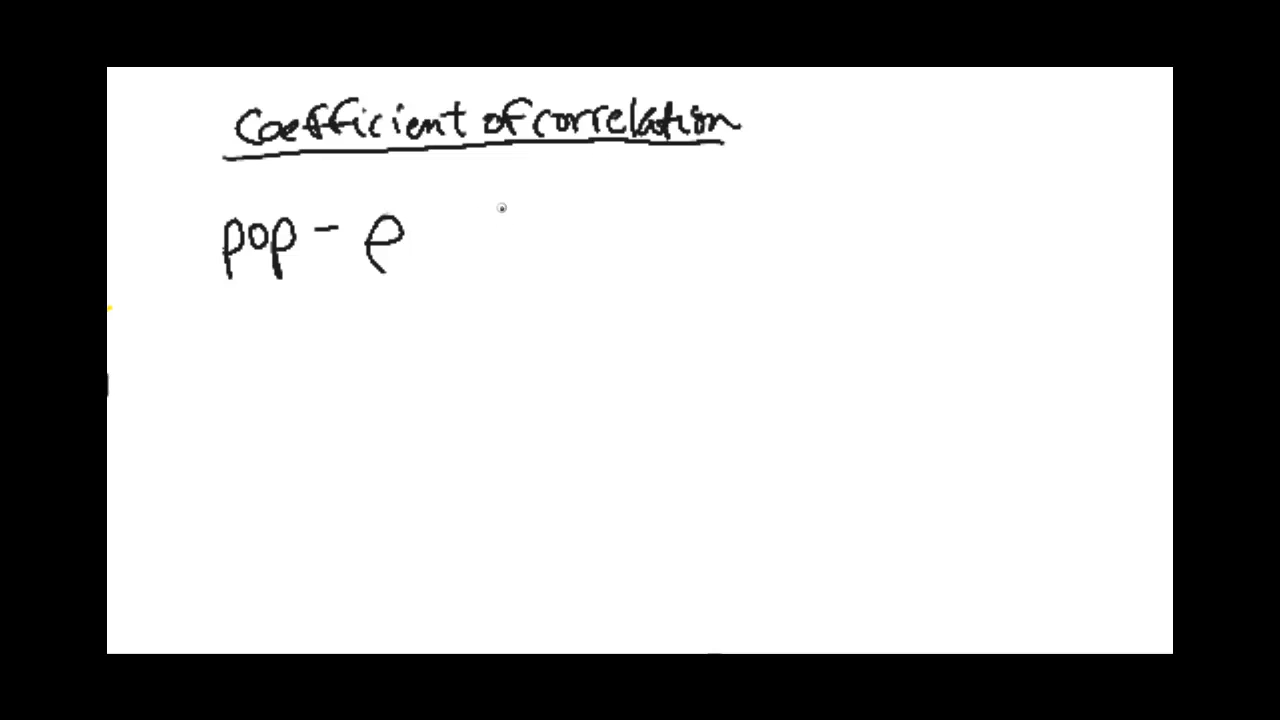 Coefficient of correlation
pop - ρ